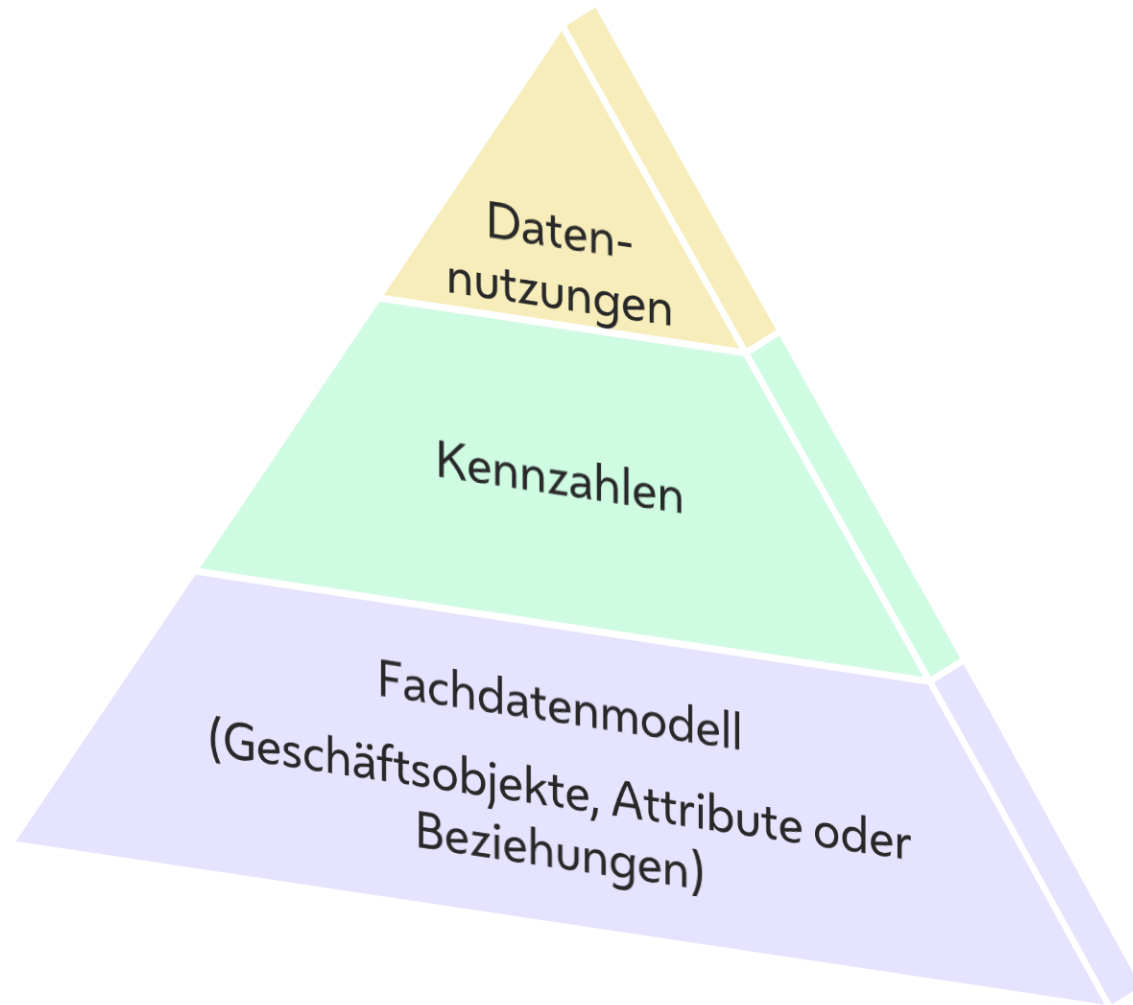 Daten-
nutzungen
Kennzahlen
Fachdatenmodell
(Geschäftsobjekte, Attribute oder
Beziehungen)